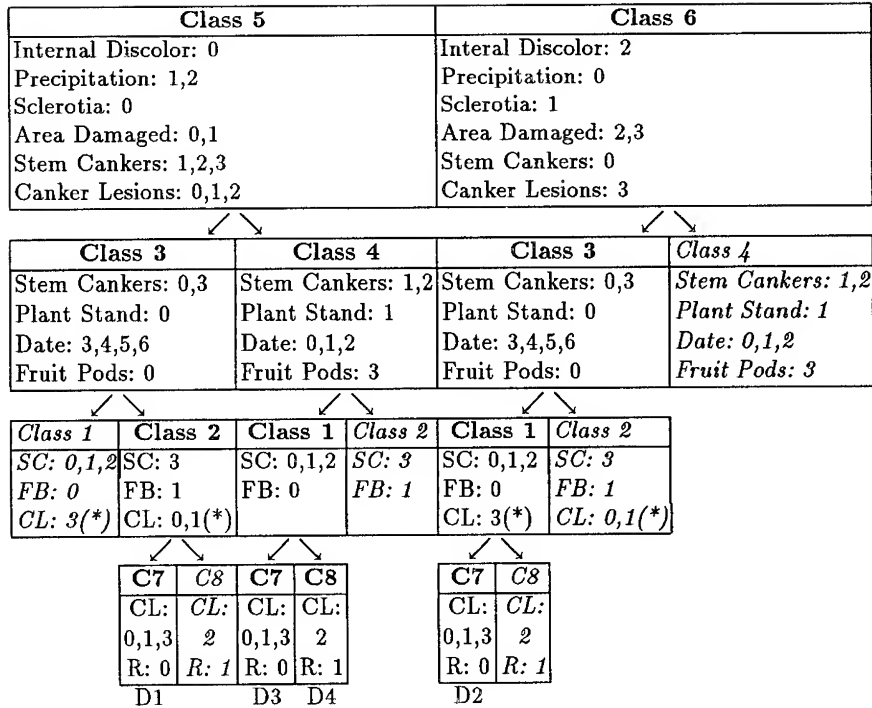 Class 5 Class 6
Internal Discolor: 0 Interal Discolor: 2
Precipitation: 1,2 Precipitation: 0
Sclerotia: 0 Sclerotia: 1
Area Damaged: 0,1 Area Damaged: 2,3
Stem Cankers: 1,2,3 Stem Cankers: 0
Canker Lesions: 0,1,2 Canker Lesions: 3
Class 3 Class 4 Class 3 Class 4
Stem Cankers: 0,3 Stem Cankers: 1,2 Stem Cankers: 0,3 Stem Cankers: 1,2
Plant Stand: 0 Plant Stand: 1 Plant Stand: 0 Plant Stand: 1
Date: 3,4,5,6 Date: 0,1,2 Date: 3,4,5,6 Date: 0,1,2
Fruit Pods: 0 Fruit Pods: 3 Fruit Pods: 0 Fruit Pods: 3
Class 1 Class 2 Class 1 Class 2 Class 1 Class 2
SC: 0,1,2 SC: 3 SC: 0,1,2 SC: 3 SC: 0,1,2 SC: 3
FB: 0 FB: 1 FB: 0 FB: 1 FB: 0 FB: 1
CL: 3(*) CL: 0,1(*) CL: 3(*) CL: 0,1(*)
C7 C8 C7 C8 C7 C8
CL: CL: CL: CL: CL: CL:
0,1,3 2 0,1,3 2 0,1,3 2
R: 0 R: 1 R: 0 R: 1 R: 0 R: 1
D1 D3 D4 D2